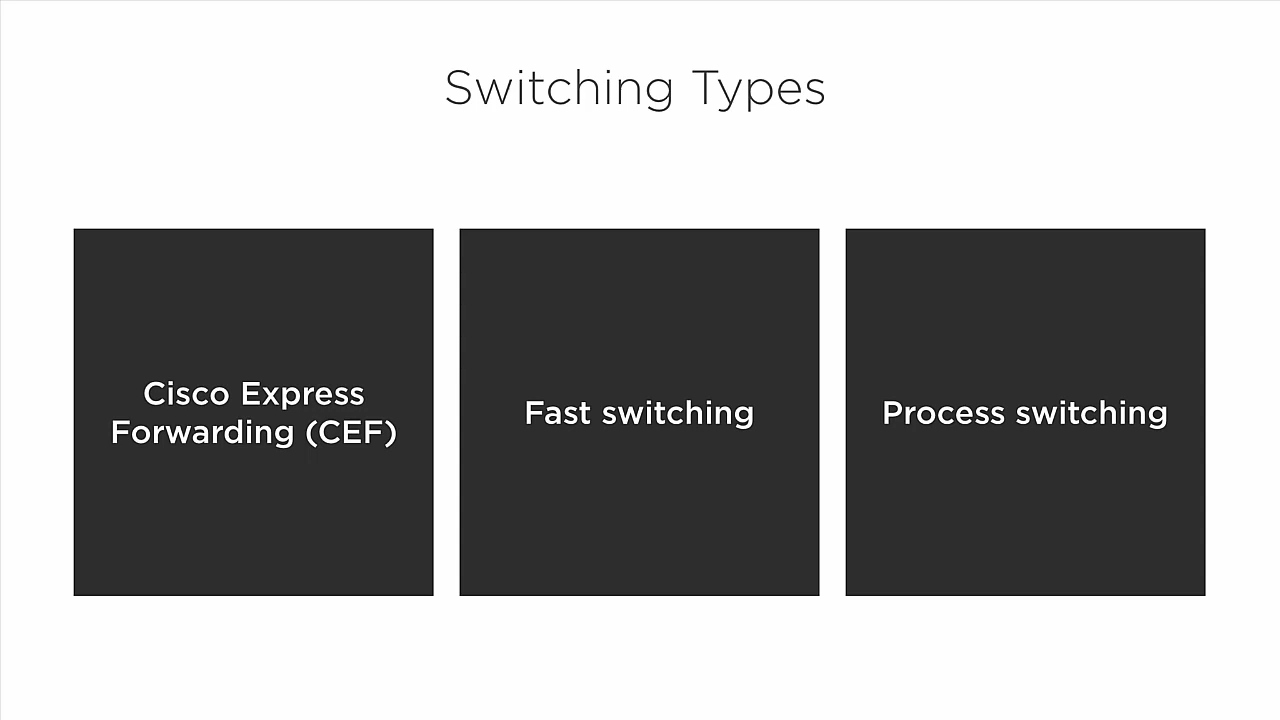 Switching Types
Cisco Express
Forwarding (CEF)
Fast switching
Process switching